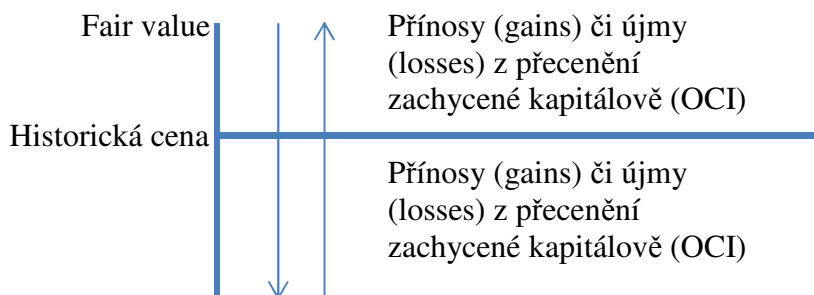 Fair value
Přínosy (gains) či újmy
(losses) z přecenění
zachycené kapitálově (OCI)
Historická cena
Přínosy (gains) či újmy
(losses) z přecenění
zachycené kapitálově (OCI)